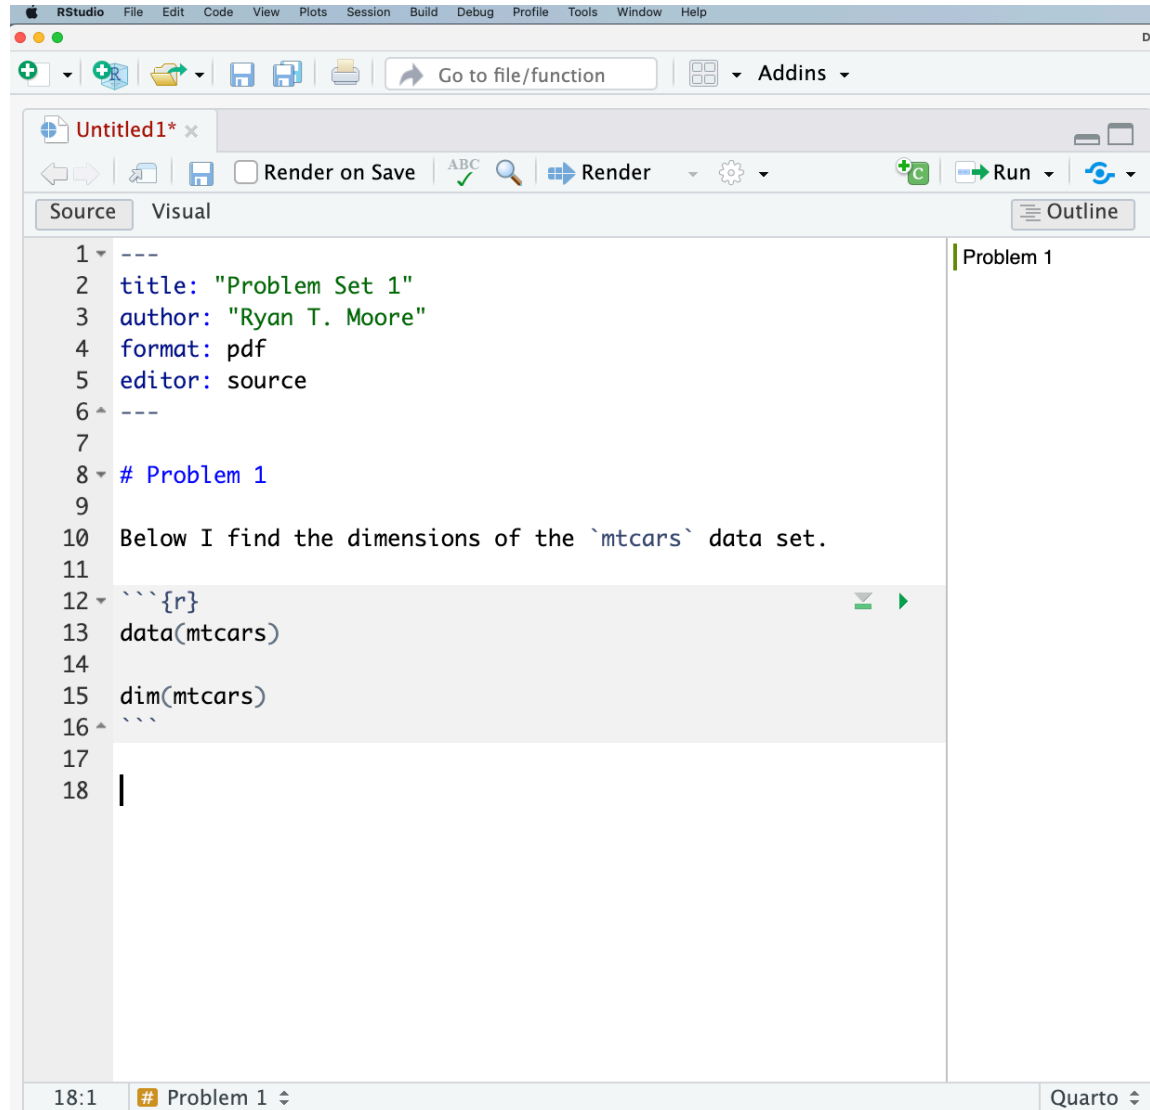 RStudio File Edit Code View Plots Session Build Debug Profile Tools Window Help
D
R Go to file/function Addins
Untitled1*
Render on Save ABC Render C Run
Source Visual Outline
1 ---
2 title: "Problem Set 1"
3 author: "Ryan T. Moore"
4 format: pdf
5 editor: source
6 ---
7
8 # Problem 1
9
10 Below I find the dimensions of the `mtcars` data set.
11
12 ```{r}
13 data(mtcars)
14
15 dim(mtcars)
16 ```
17
18
Problem 1
18:1 # Problem 1 Quarto